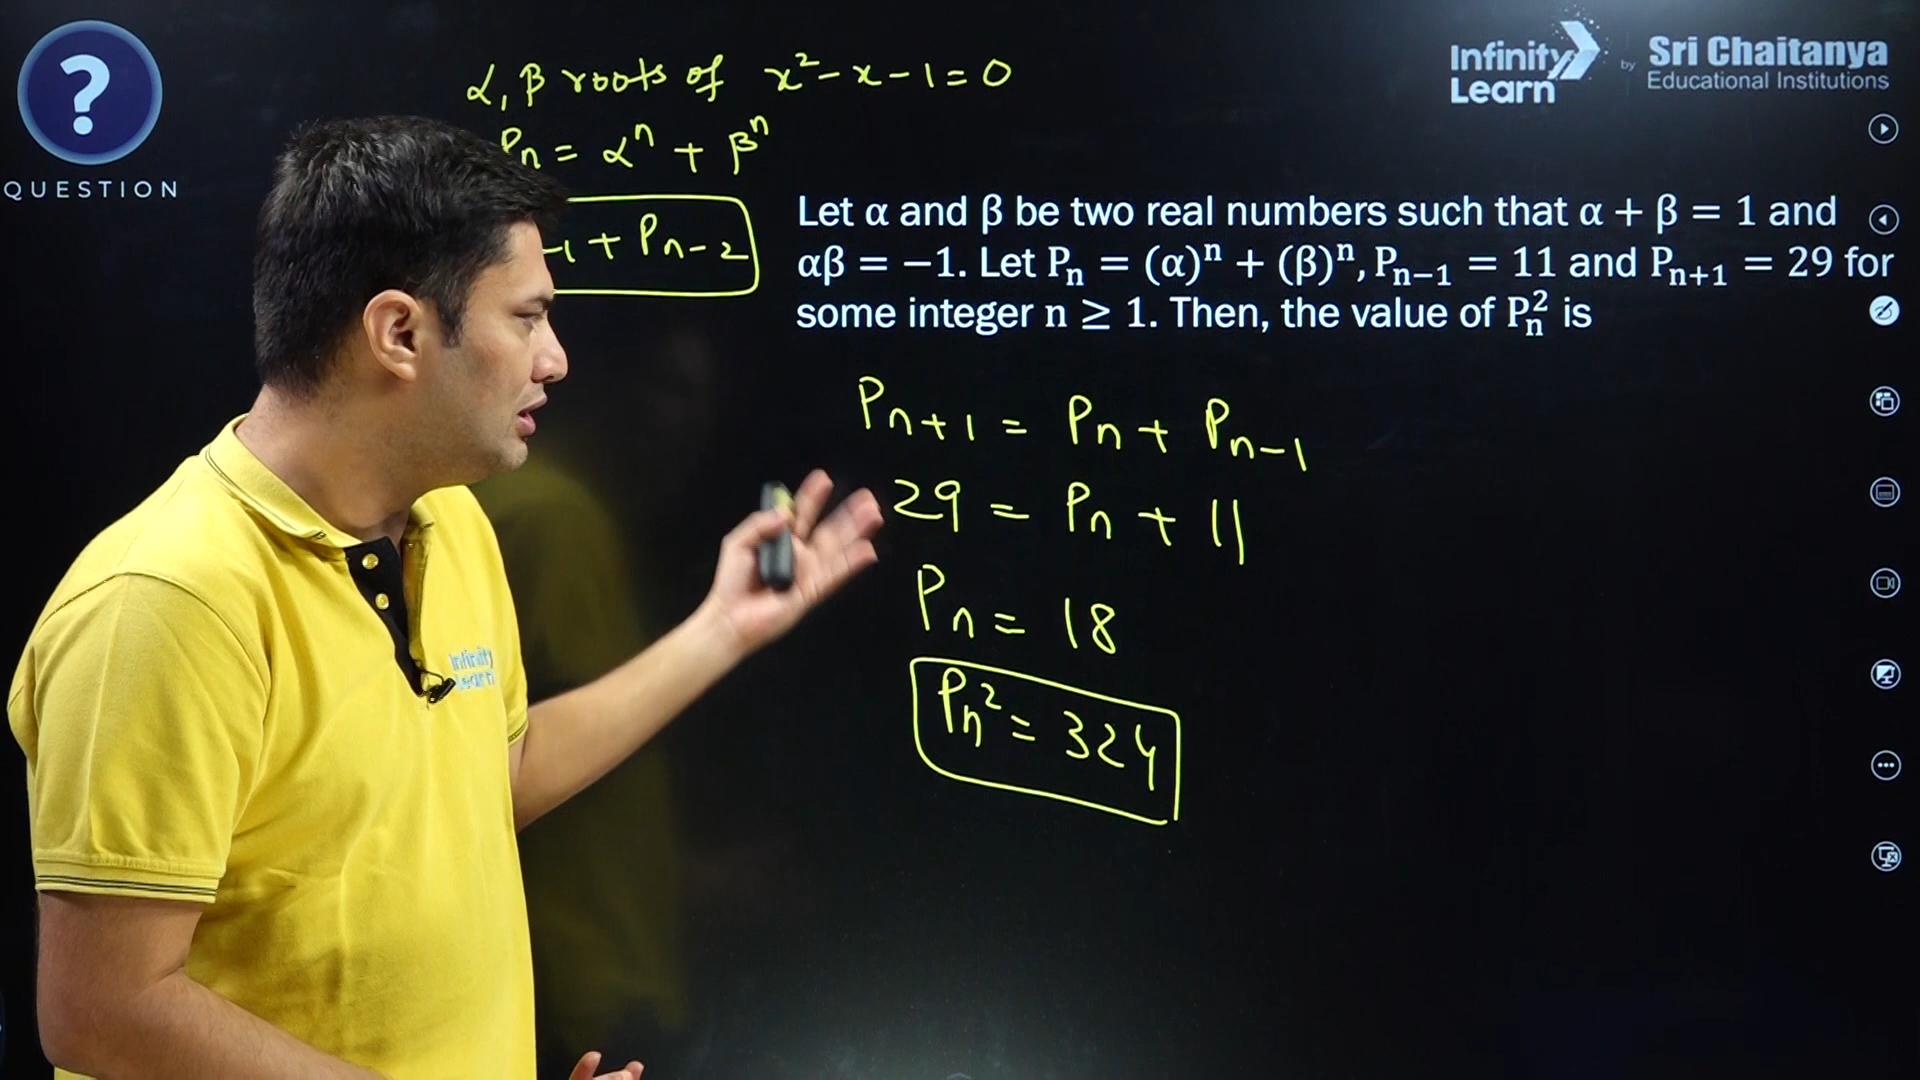 ?
QUESTION
α, β roots of x² - x - 1 = 0
Pn = αⁿ + βⁿ
-1 + Pn-2
Infinity Learn by Sri Chaitanya Educational Institutions
Let α and β be two real numbers such that α + β = 1 and
αβ = −1. Let Pₙ = (α)ⁿ + (β)ⁿ, Pₙ₋₁ = 11 and Pₙ₊₁ = 29 for
some integer n ≥ 1. Then, the value of Pₙ² is
Pn+1 = Pn + Pn-1
29 = Pn + 11
Pn = 18
Pn² = 324
Infinity
Learn